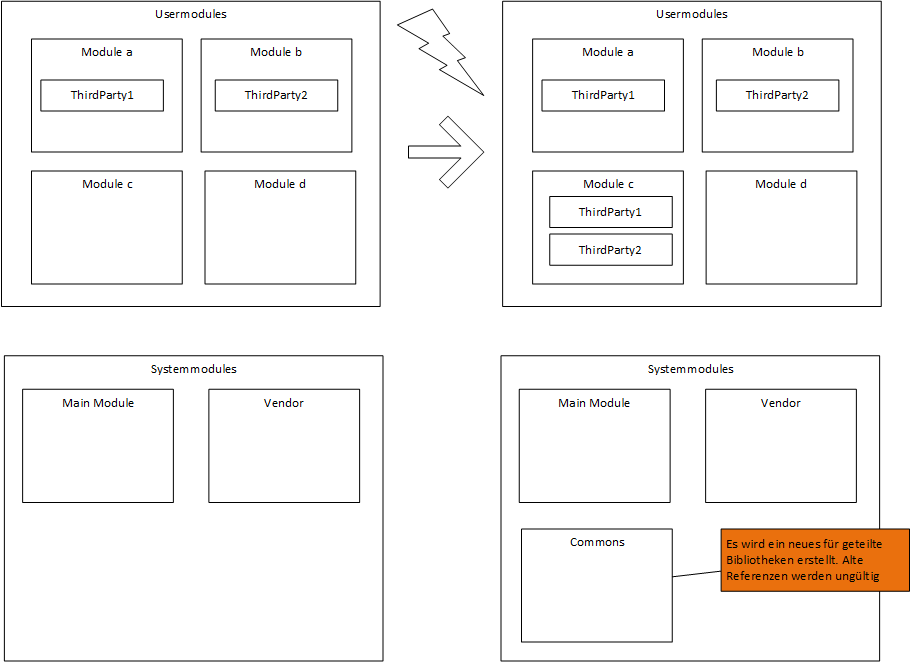 Usermodules
Module a
Module b
ThirdParty1
ThirdParty2
Module c
Module d
Usermodules
Module a
Module b
ThirdParty1
ThirdParty2
Module c
Module d
ThirdParty1
ThirdParty2
Systemmodules
Main Module
Vendor
Systemmodules
Main Module
Vendor
Commons
Es wird ein neues für geteilte
Bibliotheken erstellt. Alte
Referenzen werden ungültig